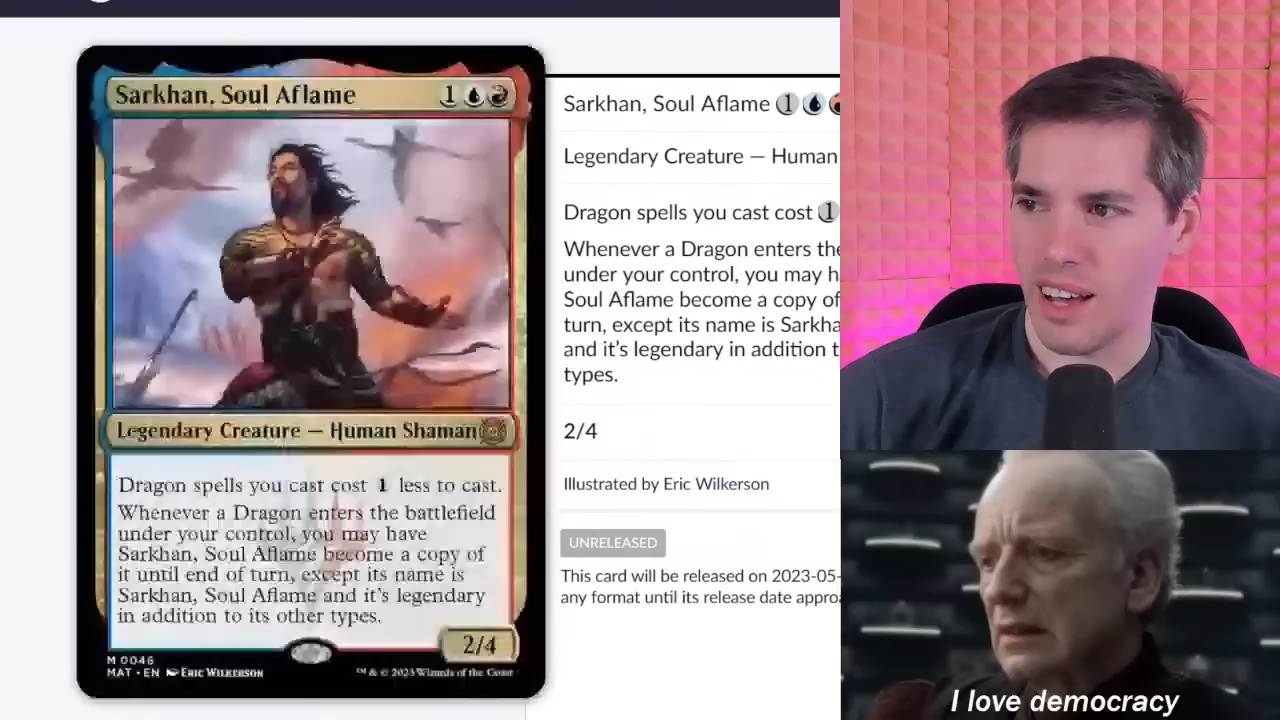 Sarkhan, Soul Aflame 1
Legendary Creature — Human Shaman
Dragon spells you cast cost 1 less to cast.
Whenever a Dragon enters the battlefield
under your control, you may have
Sarkhan, Soul Aflame become a copy of
it until end of turn, except its name is
Sarkhan, Soul Aflame and it's legendary
in addition to its other types.
2/4
M 0046
MAT • EN Eric Wilkerson
™ & © 2023 Wizards of the Coast
Sarkhan, Soul Aflame 1
Legendary Creature — Human
Dragon spells you cast cost 1
Whenever a Dragon enters the
under your control, you may h
Soul Aflame become a copy of
turn, except its name is Sarkha
and it's legendary in addition t
types.
2/4
Illustrated by Eric Wilkerson
UNRELEASED
This card will be released on 2023-05-
any format until its release date appro
I love democracy